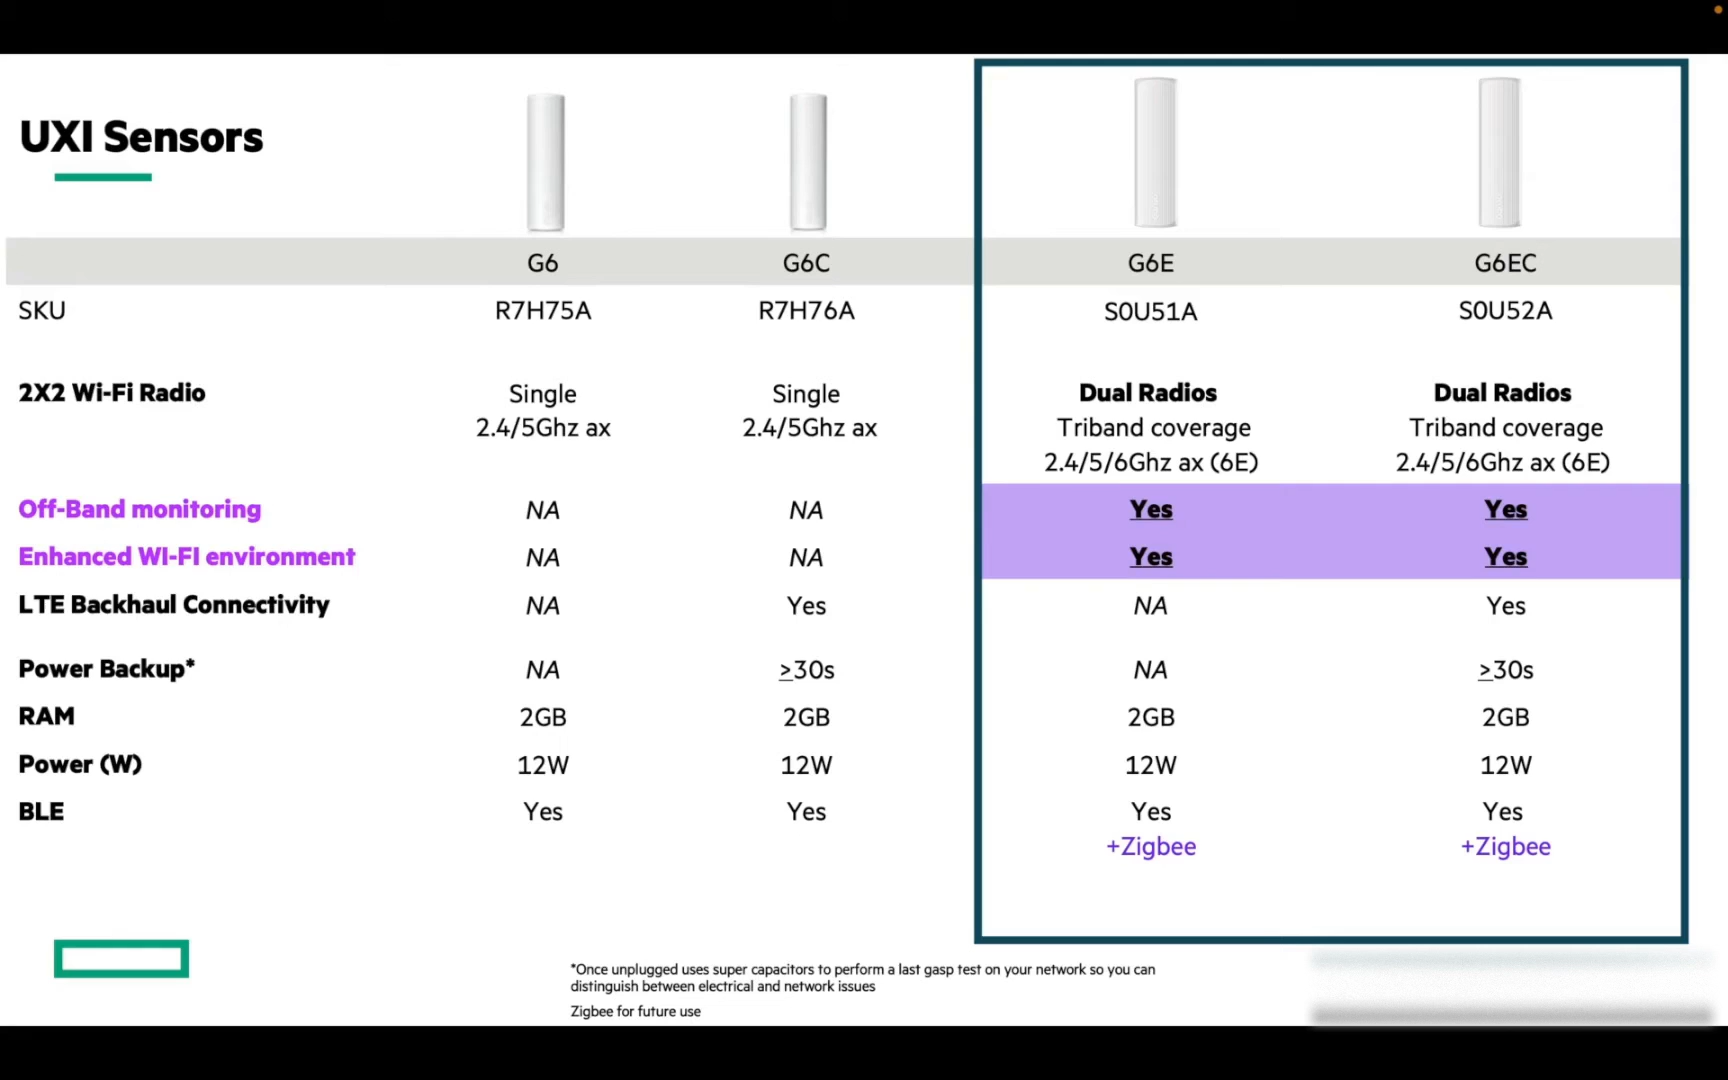 UXI Sensors
G6 G6C G6E G6EC
SKU R7H75A R7H76A S0U51A S0U52A
2X2 Wi-Fi Radio Single Single Dual Radios Dual Radios
2.4/5Ghz ax 2.4/5Ghz ax Triband coverage Triband coverage
2.4/5/6Ghz ax (6E) 2.4/5/6Ghz ax (6E)
Off-Band monitoring NA NA Yes Yes
Enhanced WI-FI environment NA NA Yes Yes
LTE Backhaul Connectivity NA Yes NA Yes
Power Backup* NA ≥30s NA ≥30s
RAM 2GB 2GB 2GB 2GB
Power (W) 12W 12W 12W 12W
BLE Yes Yes Yes Yes
+Zigbee +Zigbee
*Once unplugged uses super capacitors to perform a last gasp test on your network so you can
distinguish between electrical and network issues
Zigbee for future use